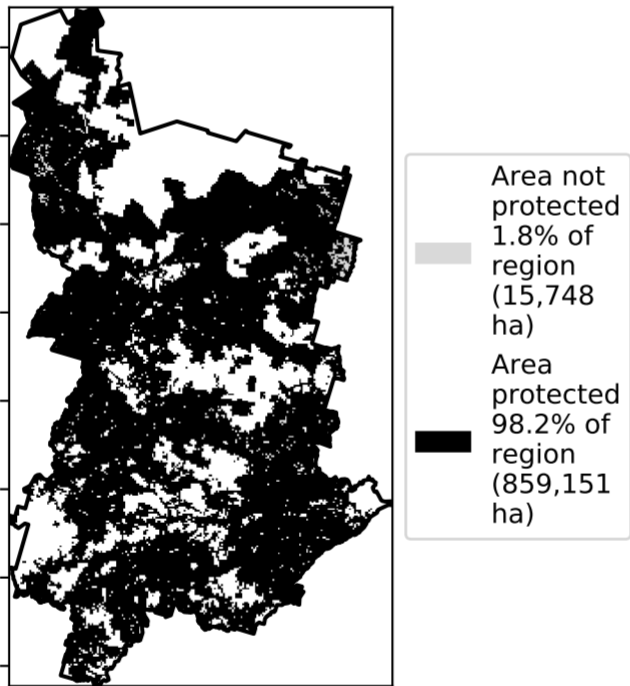 Area not
protected
1.8% of
region
(15,748
ha)
Area
protected
98.2% of
region
(859,151
ha)